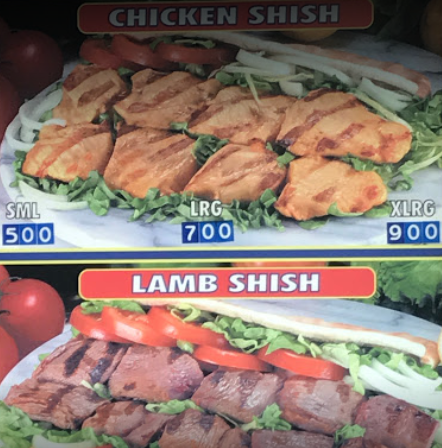 CHICKEN SHISH
SML LRG XLRG
500 700 900
LAMB SHISH